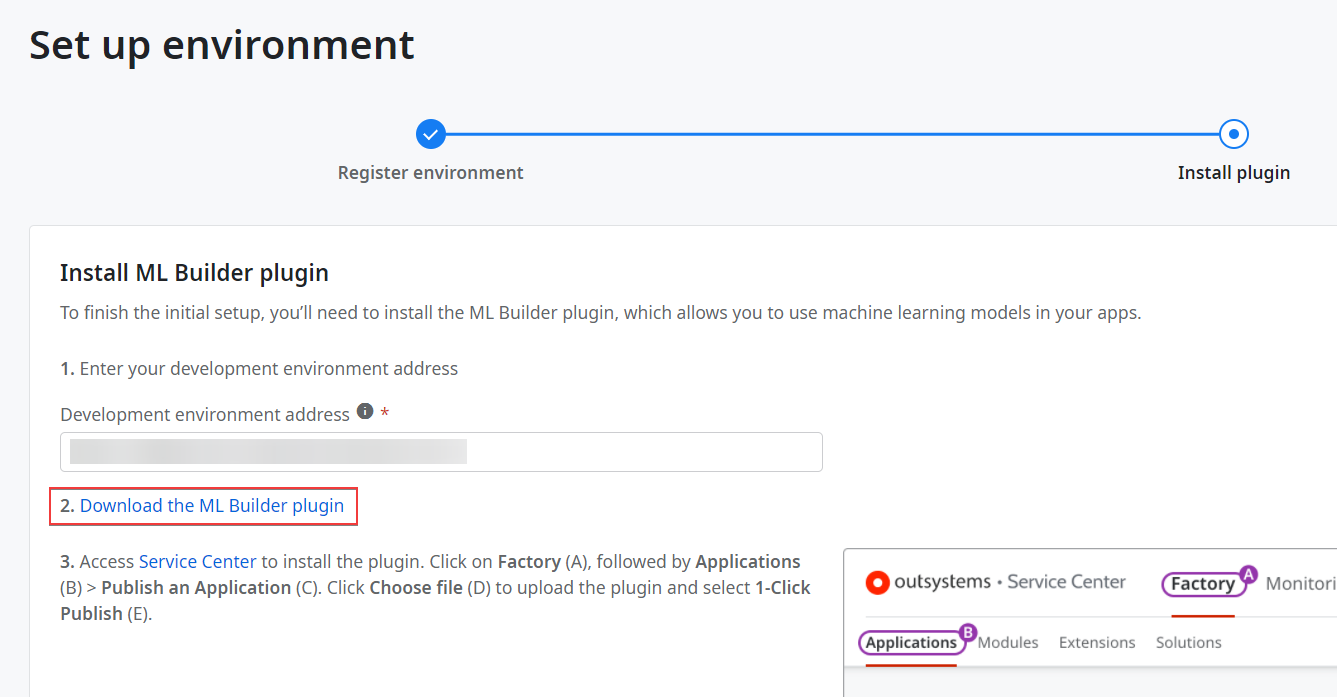 Set up environment
Register environment
Install plugin
Install ML Builder plugin
To finish the initial setup, you’ll need to install the ML Builder plugin, which allows you to use machine learning models in your apps.
1. Enter your development environment address
Development environment address i *
2. Download the ML Builder plugin
3. Access Service Center to install the plugin. Click on Factory (A), followed by Applications
(B) > Publish an Application (C). Click Choose file (D) to upload the plugin and select 1-Click
Publish (E).
outsystems • Service Center Factory A Monitori
Applications B Modules Extensions Solutions